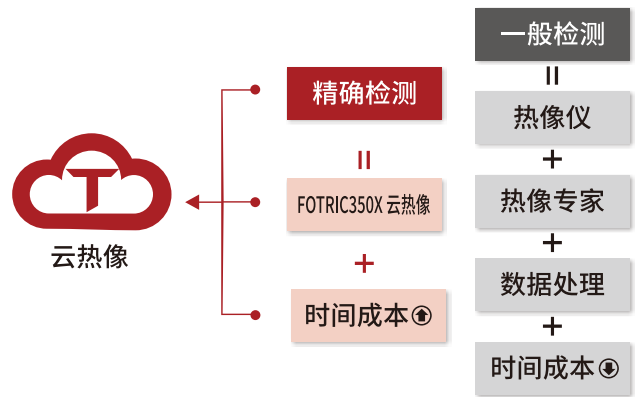 T
云热像
精确检测
=
FOTRIC350X 云热像
+
时间成本
一般检测
=
热像仪
+
热像专家
+
数据处理
+
时间成本